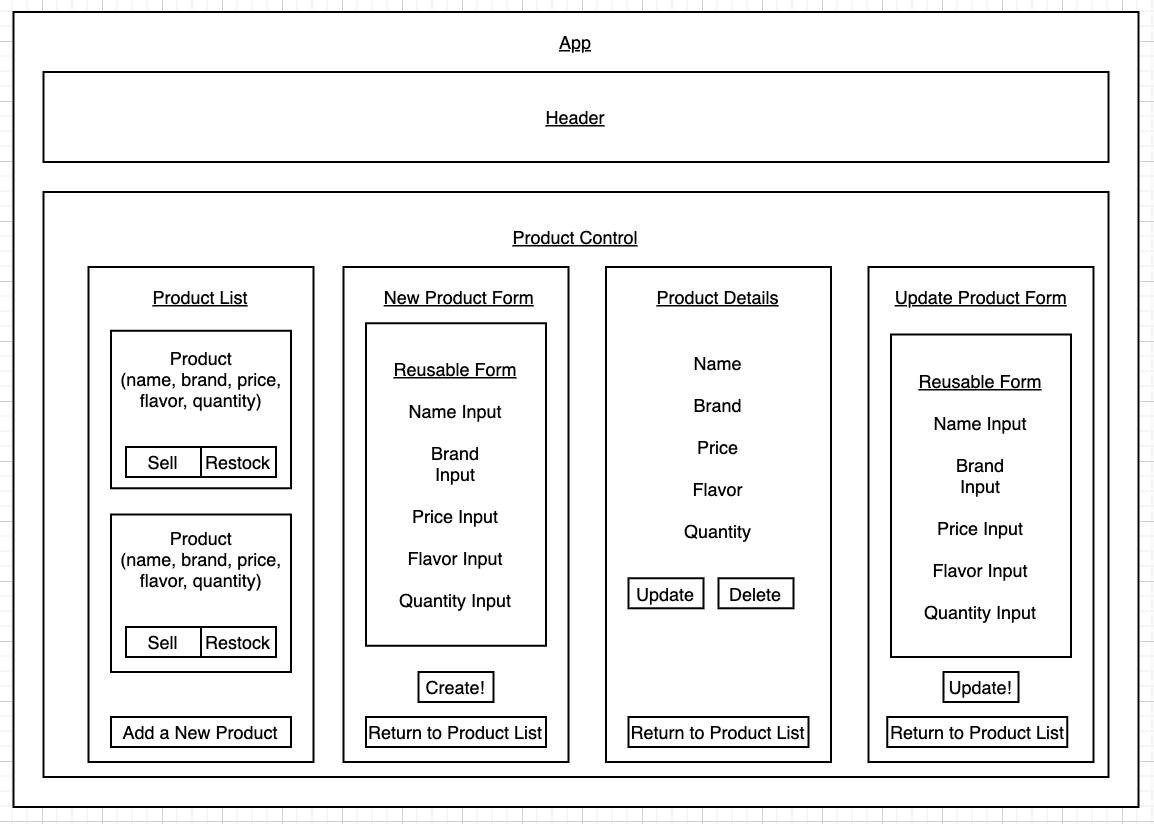 App
Header
Product Control
Product List
Product
(name, brand, price,
flavor, quantity)
Sell
Restock
Product
(name, brand, price,
flavor, quantity)
Sell
Restock
Add a New Product
New Product Form
Reusable Form
Name Input
Brand
Input
Price Input
Flavor Input
Quantity Input
Create!
Return to Product List
Product Details
Name
Brand
Price
Flavor
Quantity
Update
Delete
Return to Product List
Update Product Form
Reusable Form
Name Input
Brand
Input
Price Input
Flavor Input
Quantity Input
Update!
Return to Product List